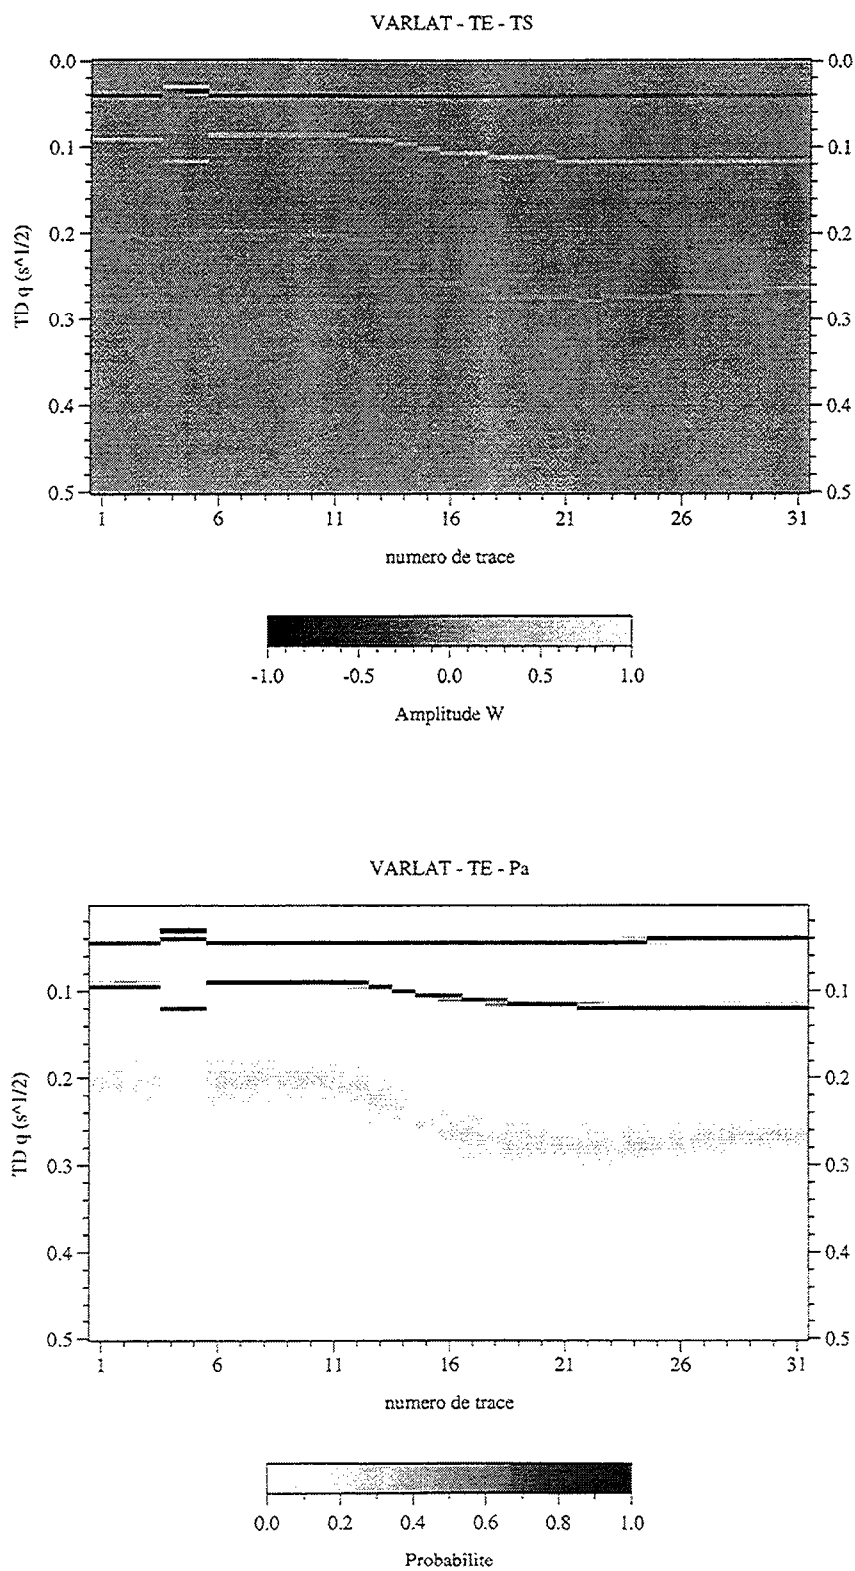 VARLAT - TE - TS
0.0 0.0
0.1 0.1
0.2 0.2
TD q (s^1/2)
0.3 0.3
0.4 0.4
0.5 0.5
1 6 11 16 21 26 31
numero de trace
-1.0 -0.5 0.0 0.5 1.0
Amplitude W
VARLAT - TE - Pa
0.1 0.1
0.2 0.2
TD q (s^1/2)
0.3 0.3
0.4 0.4
0.5 0.5
1 6 11 16 21 26 31
numero de trace
0.0 0.2 0.4 0.6 0.8 1.0
Probabilite